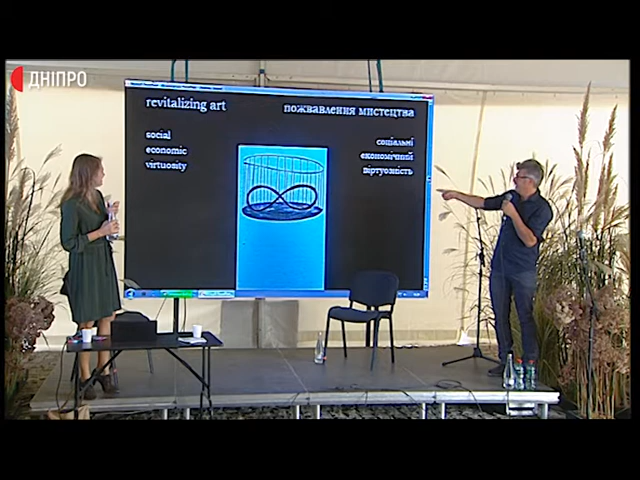 ДНІПРО
revitalizing art
пожвавлення мистецтва
social
economic
virtuosity
соціальні
економічний
віртуозність